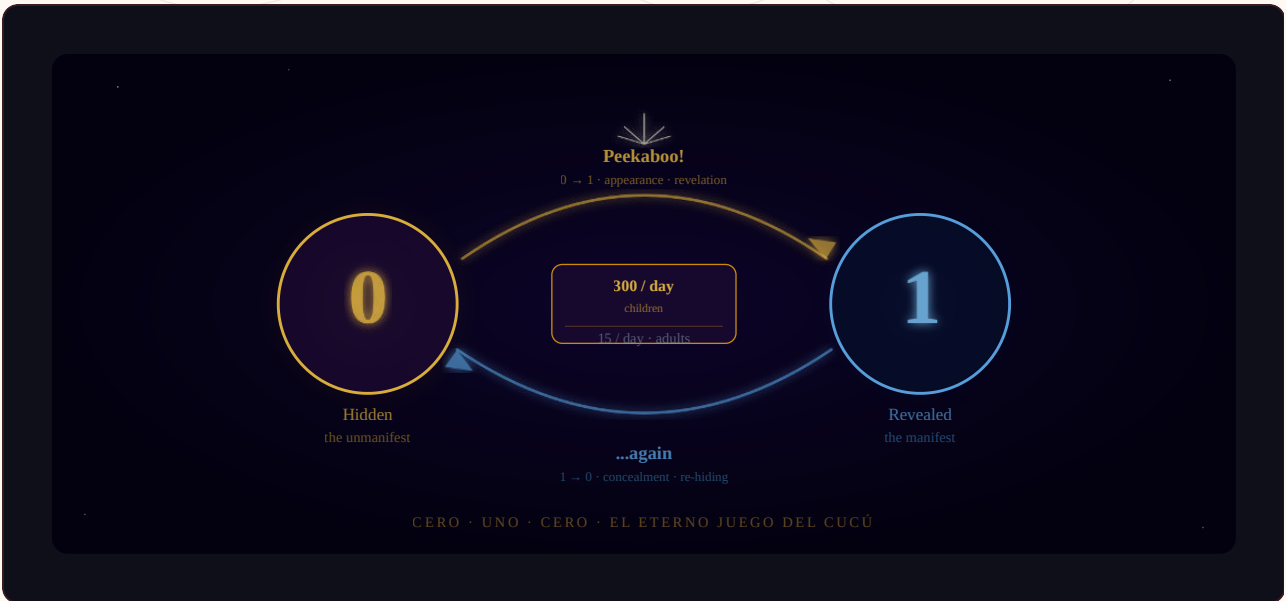 Peekaboo!
0 → 1 · appearance · revelation
0
300 / day
children
15 / day · adults
1
Hidden
the unmanifest
Revealed
the manifest
...again
1 → 0 · concealment · re-hiding
CERO · UNO · CERO · EL ETERNO JUEGO DEL CUCÚ